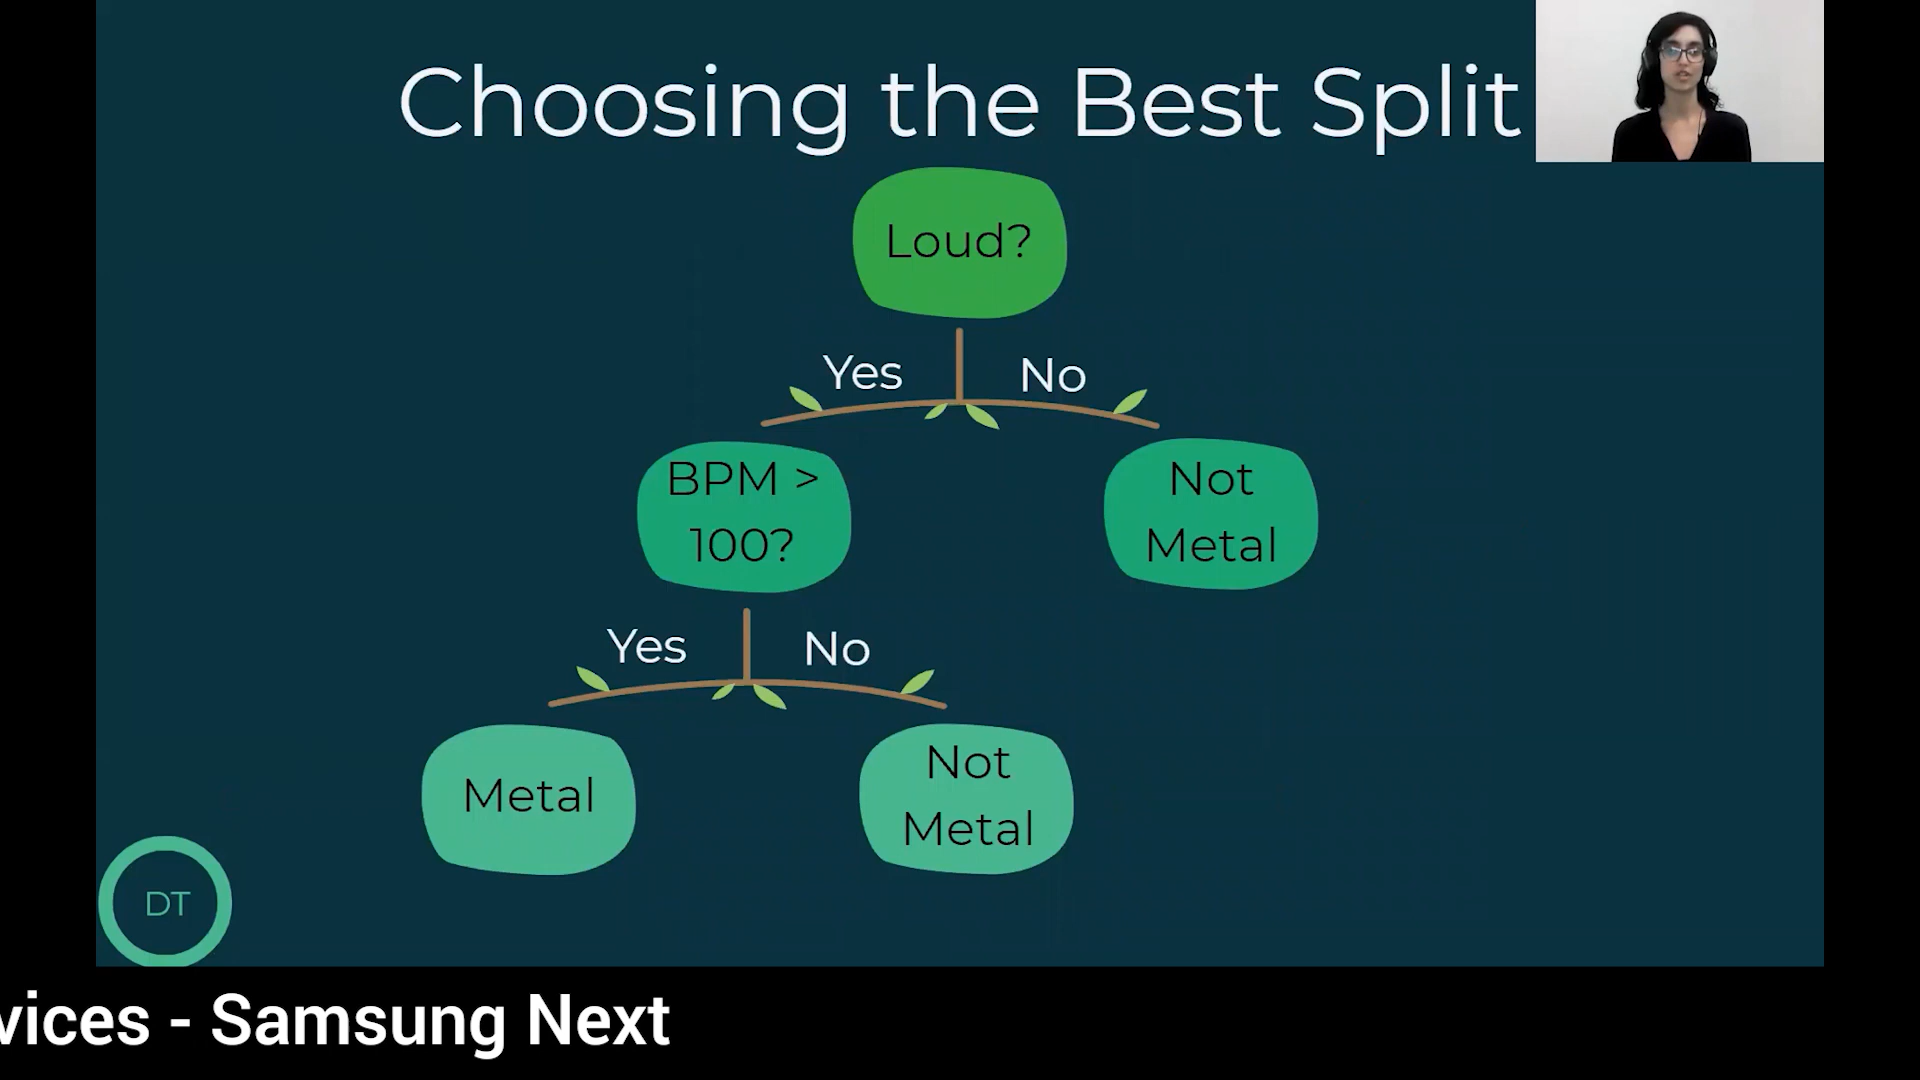 Choosing the Best Split
Loud?
Yes
No
BPM >
100?
Not
Metal
Yes
No
Metal
Not
Metal
DT
- Samsung Next